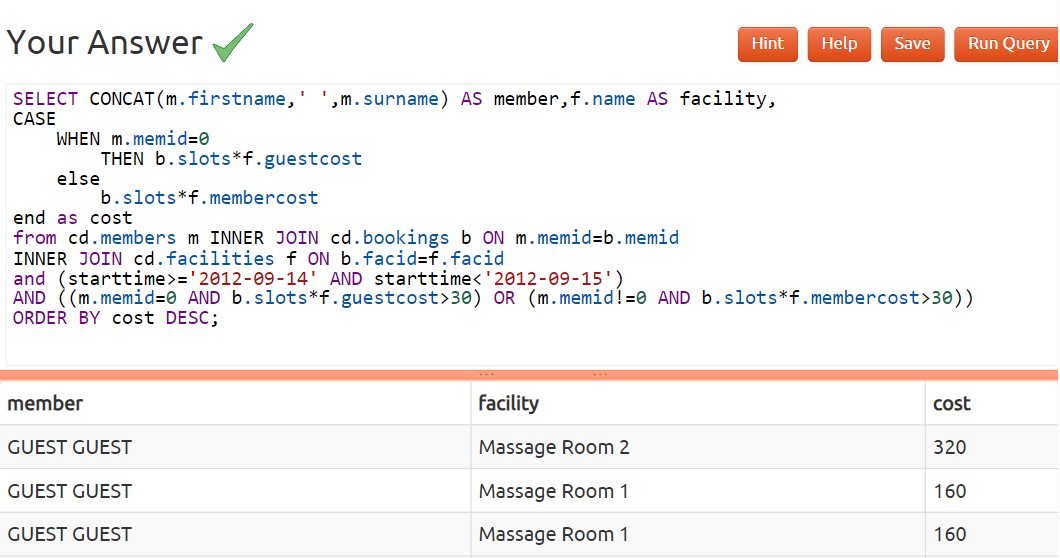 Your Answer
Hint Help Save Run Query
SELECT CONCAT(m.firstname,' ',m.surname) AS member,f.name AS facility,
CASE
    WHEN m.memid=0
        THEN b.slots*f.guestcost
    else
        b.slots*f.membercost
end as cost
from cd.members m INNER JOIN cd.bookings b ON m.memid=b.memid
INNER JOIN cd.facilities f ON b.facid=f.facid
and (starttime>='2012-09-14' AND starttime<'2012-09-15')
AND ((m.memid=0 AND b.slots*f.guestcost>30) OR (m.memid!=0 AND b.slots*f.membercost>30))
ORDER BY cost DESC;
member facility cost
GUEST GUEST Massage Room 2 320
GUEST GUEST Massage Room 1 160
GUEST GUEST Massage Room 1 160